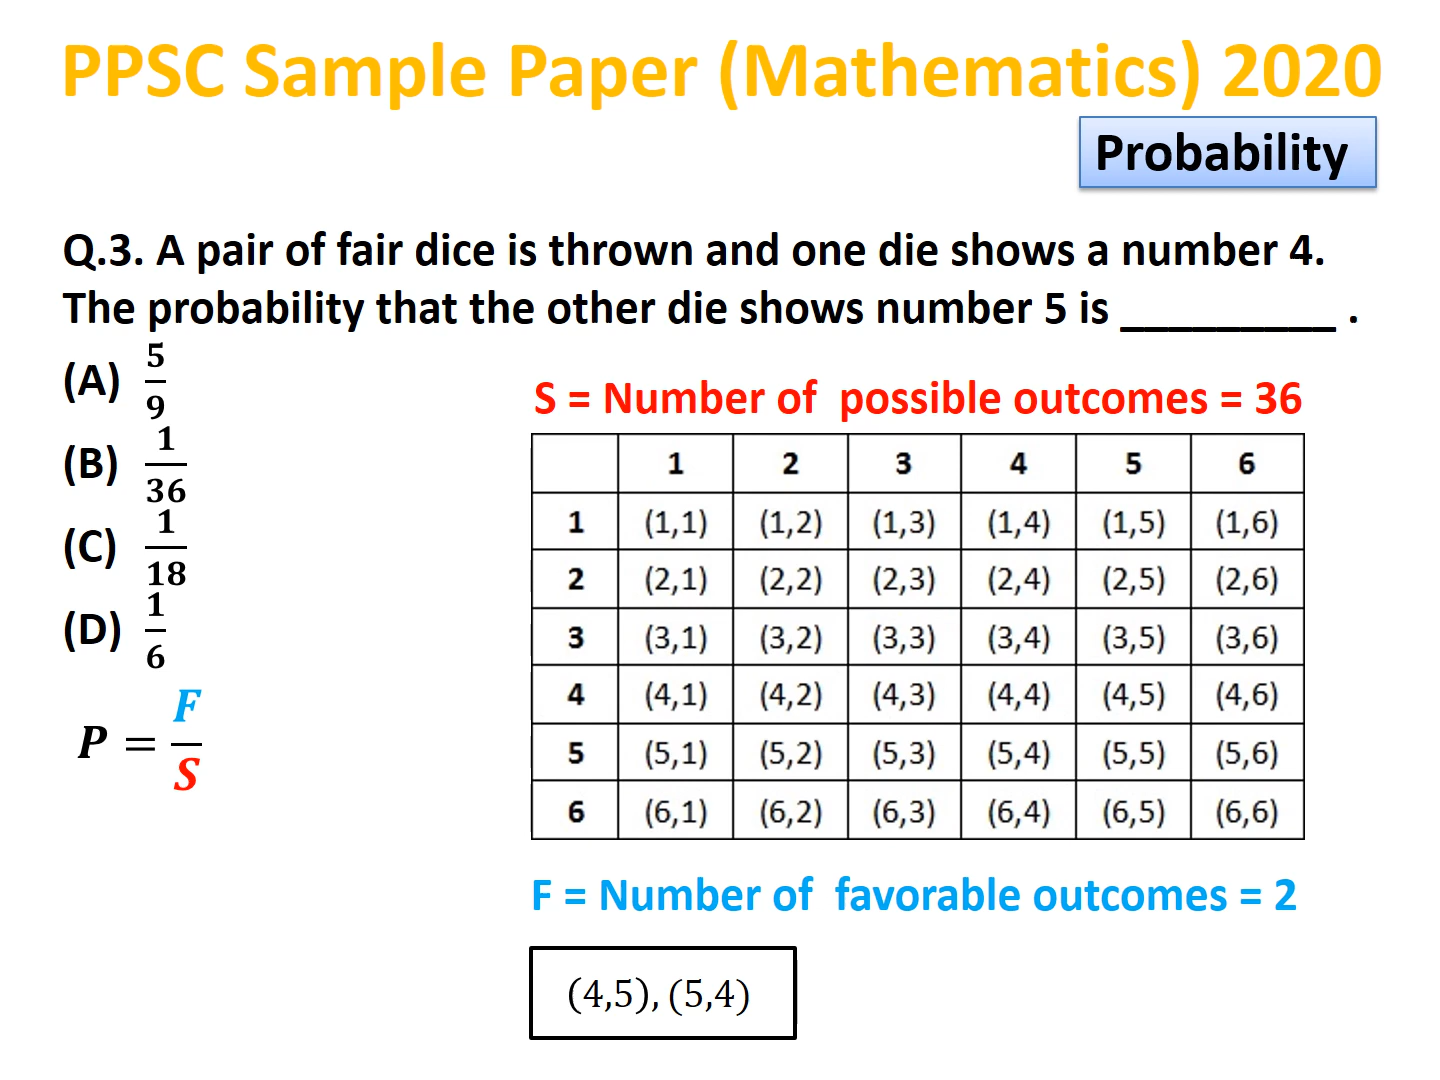 PPSC Sample Paper (Mathematics) 2020
Probability
Q.3. A pair of fair dice is thrown and one die shows a number 4.
The probability that the other die shows number 5 is _________ .
(A) 5/9
(B) 1/36
(C) 1/18
(D) 1/6
P = F/S
S = Number of possible outcomes = 36
1 2 3 4 5 6
1 (1,1) (1,2) (1,3) (1,4) (1,5) (1,6)
2 (2,1) (2,2) (2,3) (2,4) (2,5) (2,6)
3 (3,1) (3,2) (3,3) (3,4) (3,5) (3,6)
4 (4,1) (4,2) (4,3) (4,4) (4,5) (4,6)
5 (5,1) (5,2) (5,3) (5,4) (5,5) (5,6)
6 (6,1) (6,2) (6,3) (6,4) (6,5) (6,6)
F = Number of favorable outcomes = 2
(4,5), (5,4)